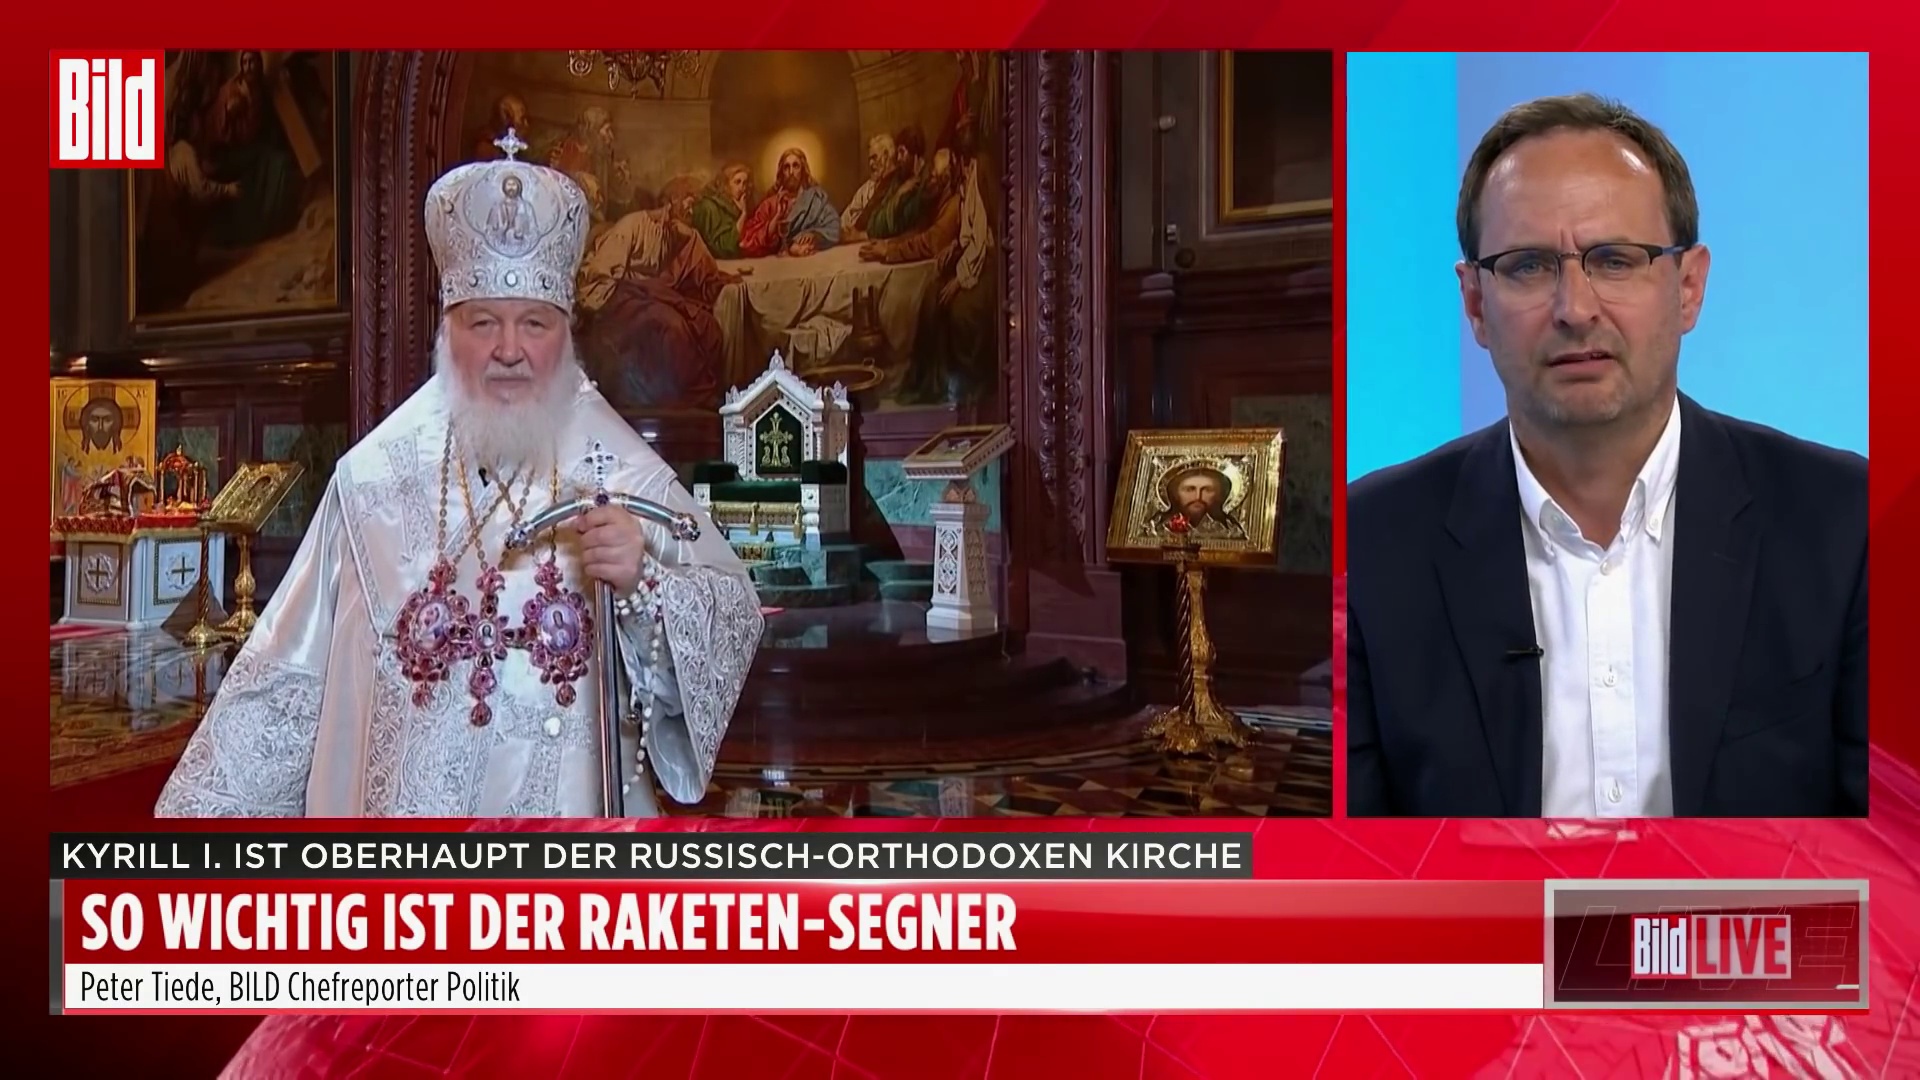 Bild
KYRILL I. IST OBERHAUPT DER RUSSISCH-ORTHODOXEN KIRCHE
SO WICHTIG IST DER RAKETEN-SEGNER
Peter Tiede, BILD Chefreporter Politik
Bild LIVE